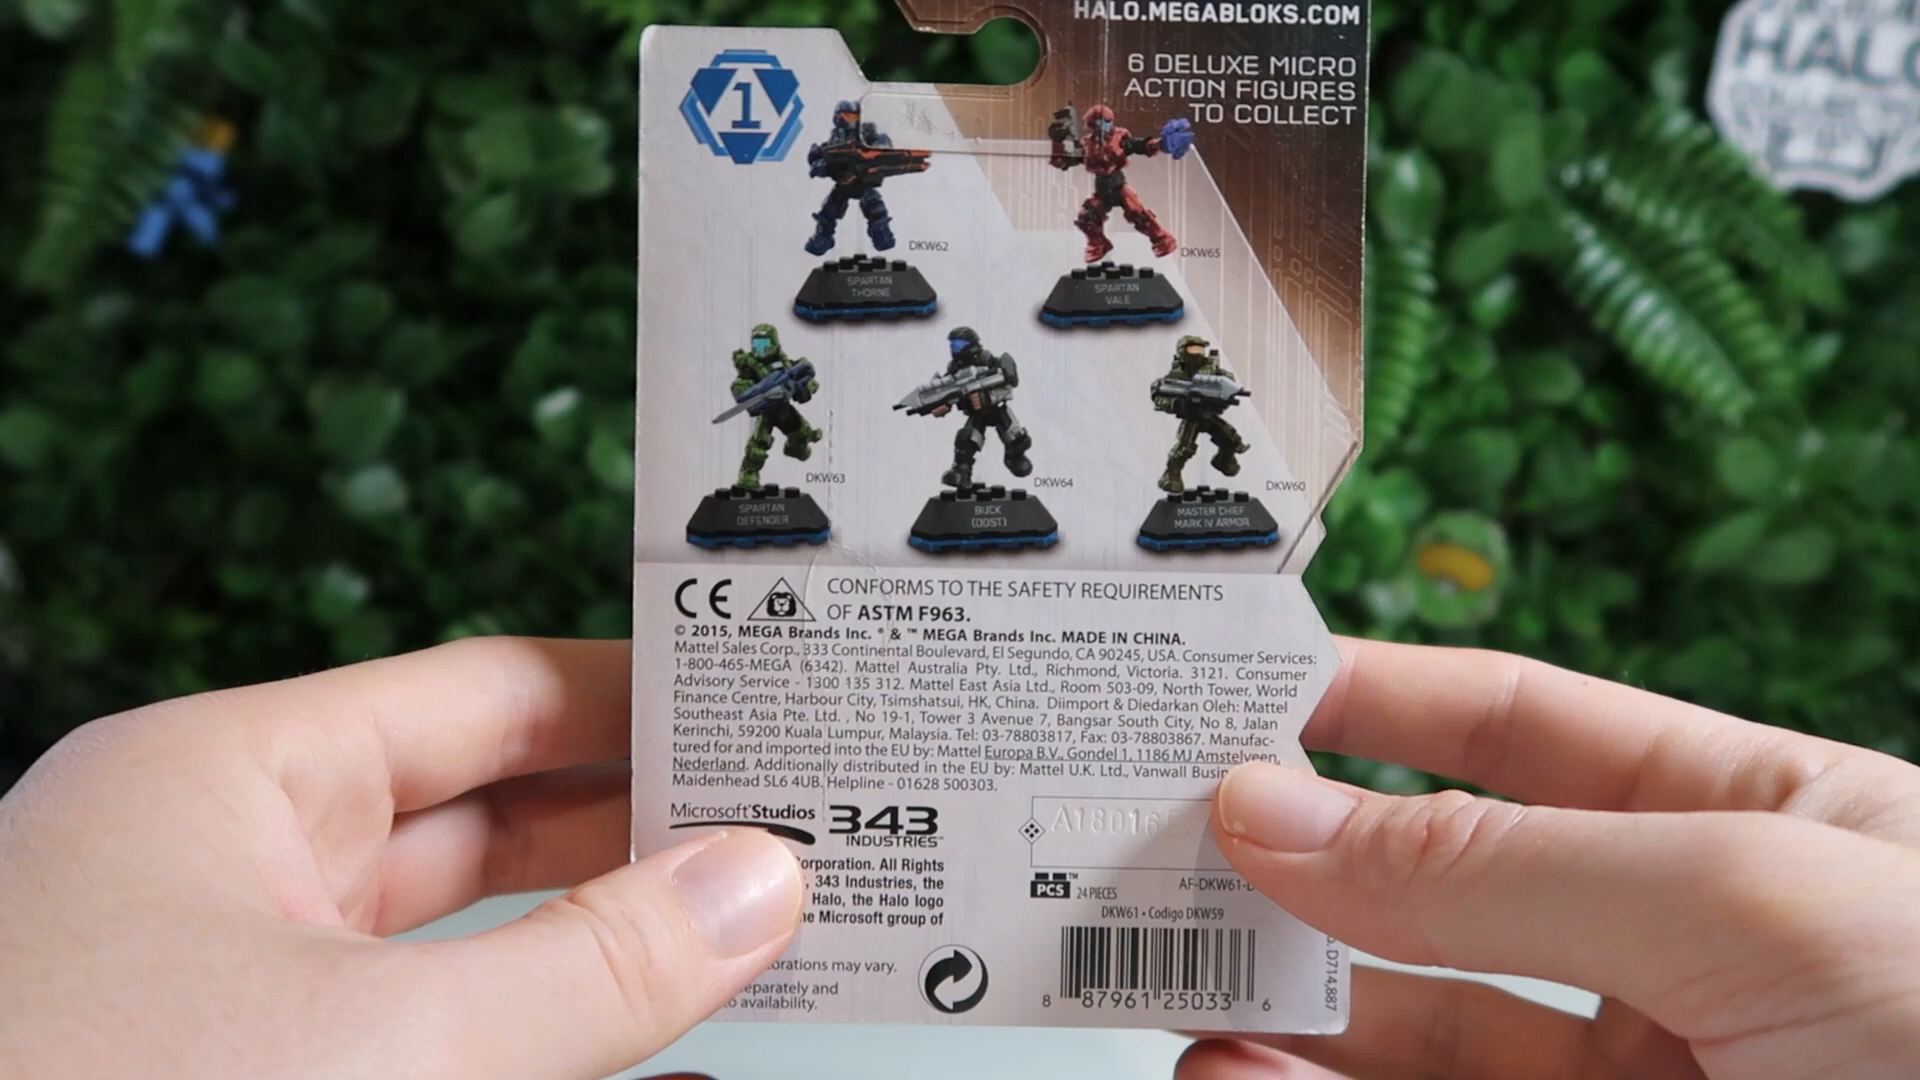 HALO.MEGABLOKS.COM
6 DELUXE MICRO
ACTION FIGURES
TO COLLECT
1
HALO
DKW62
SPARTAN
THORNE
DKW65
SPARTAN
VALE
DKW63
SPARTAN
DEFENDER
DKW64
BUCK
(ODST)
DKW60
MASTER CHIEF
MARK IV ARMOR
CE
CONFORMS TO THE SAFETY REQUIREMENTS
OF ASTM F963.
© 2015, MEGA Brands Inc. ® & ™ MEGA Brands Inc. MADE IN CHINA.
Mattel Sales Corp., 333 Continental Boulevard, El Segundo, CA 90245, USA. Consumer Services:
1-800-465-MEGA (6342). Mattel Australia Pty. Ltd., Richmond, Victoria. 3121. Consumer
Advisory Service - 1300 135 312. Mattel East Asia Ltd., Room 503-09, North Tower, World
Finance Centre, Harbour City, Tsimshatsui, HK, China. Diimport & Diedarkan Oleh: Mattel
Southeast Asia Pte. Ltd. , No 19-1, Tower 3 Avenue 7, Bangsar South City, No 8, Jalan
Kerinchi, 59200 Kuala Lumpur, Malaysia. Tel: 03-78803817, Fax: 03-78803867. Manufac-
tured for and imported into the EU by: Mattel Europa B.V., Gondel 1, 1186 MJ Amstelveen,
Nederland. Additionally distributed in the EU by: Mattel U.K. Ltd., Vanwall Busin
Maidenhead SL6 4UB. Helpline - 01628 500303.
Microsoft Studios
343
INDUSTRIES™
A18016
orporation. All Rights
, 343 Industries, the
Halo, the Halo logo
he Microsoft group of
PCS™ 24 PIECES
AF-DKW61-
DKW61 • Codigo DKW59
orations may vary.
eparately and
o availability.
8 87961 25033 6
o. D714,887